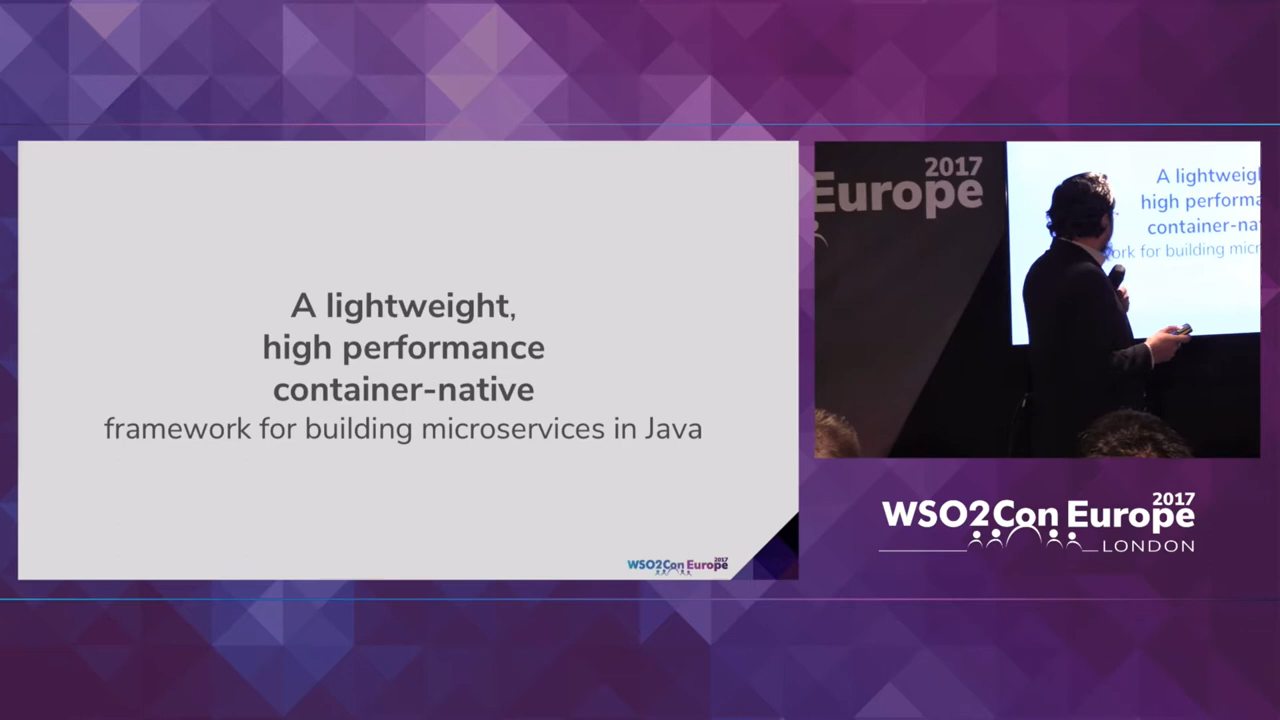 A lightweight,
high performance
container-native
framework for building microservices in Java
WSO2Con Europe 2017
2017
Europe
A lightweigh
high performa
container-na
ork for building micr
2017
WSO2Con Europe
LONDON